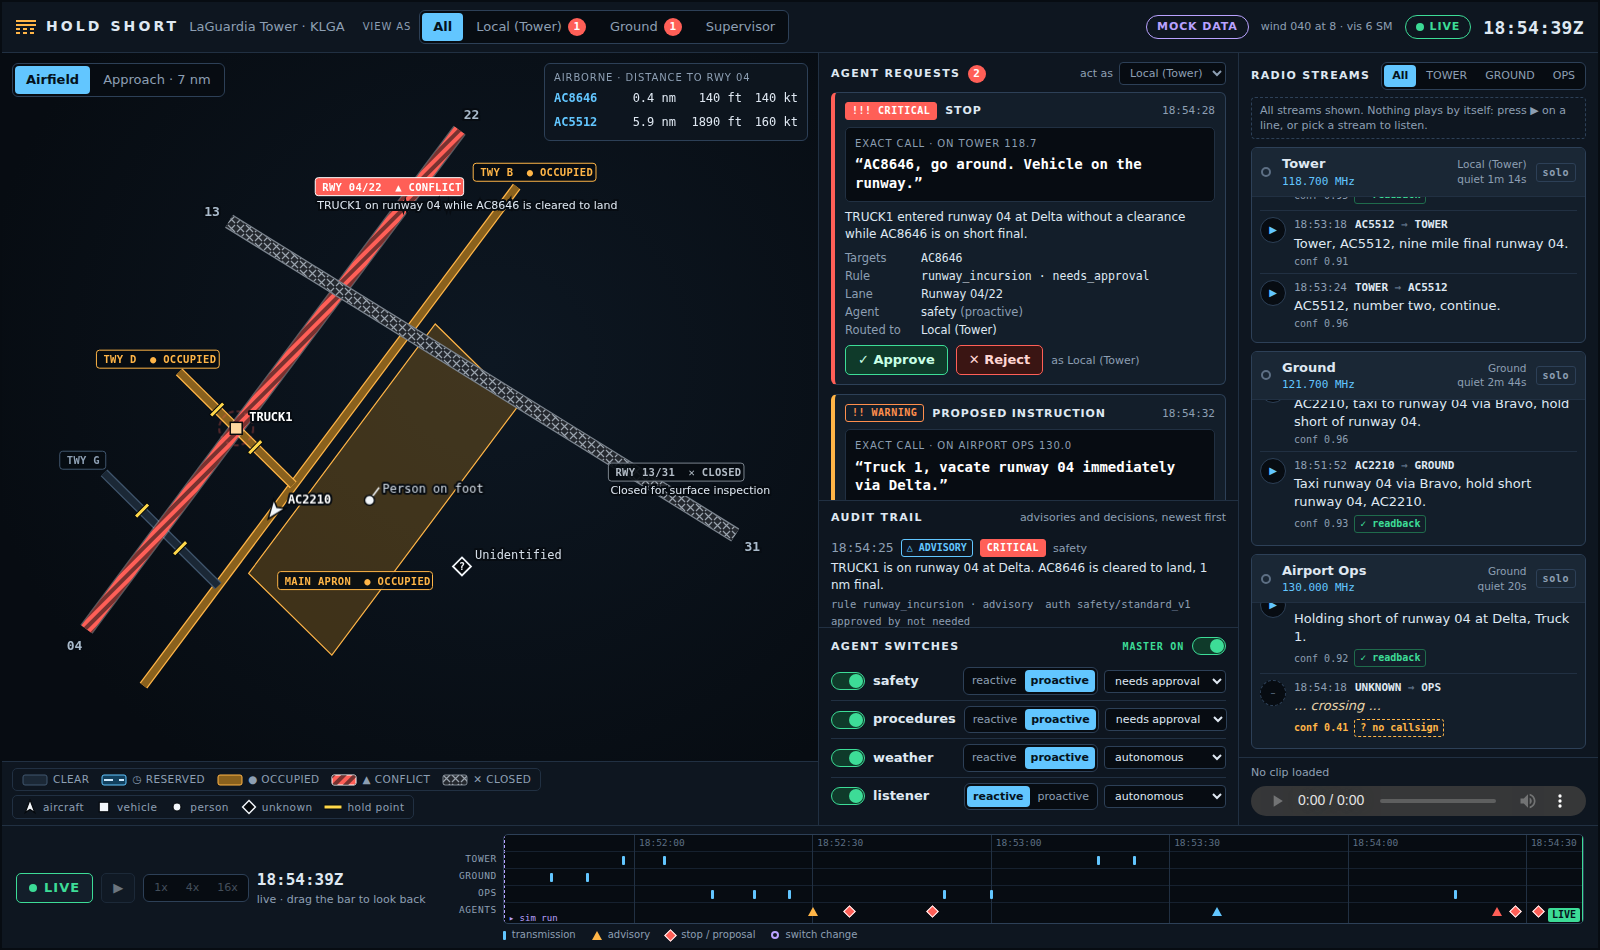 HOLD SHORT LaGuardia Tower · KLGA VIEW AS All Local (Tower) 1 Ground 1 Supervisor MOCK DATA wind 040 at 8 · vis 6 SM LIVE 18:54:39Z
Airfield Approach · 7 nm
AIRBORNE · DISTANCE TO RWY 04
AC8646 0.4 nm 140 ft 140 kt
AC5512 5.9 nm 1890 ft 160 kt
22
TWY B ● OCCUPIED
RWY 04/22 ▲ CONFLICT
TRUCK1 on runway 04 while AC8646 is cleared to land
13
TWY D ● OCCUPIED
TRUCK1
TWY G
RWY 13/31 ✕ CLOSED
Closed for surface inspection
Person on foot
AC2210
31
Unidentified
?
MAIN APRON ● OCCUPIED
04
CLEAR ◷ RESERVED ● OCCUPIED ▲ CONFLICT ✕ CLOSED
aircraft vehicle person unknown hold point
AGENT REQUESTS 2 act as Local (Tower)
!!! CRITICAL STOP 18:54:28
EXACT CALL · ON TOWER 118.7
“AC8646, go around. Vehicle on the
runway.”
TRUCK1 entered runway 04 at Delta without a clearance
while AC8646 is on short final.
Targets AC8646
Rule runway_incursion · needs_approval
Lane Runway 04/22
Agent safety (proactive)
Routed to Local (Tower)
✓ Approve ✕ Reject as Local (Tower)
!! WARNING PROPOSED INSTRUCTION 18:54:32
EXACT CALL · ON AIRPORT OPS 130.0
“Truck 1, vacate runway 04 immediately
via Delta.”
AUDIT TRAIL advisories and decisions, newest first
18:54:25 △ ADVISORY CRITICAL safety
TRUCK1 is on runway 04 at Delta. AC8646 is cleared to land, 1
nm final.
rule runway_incursion · advisory auth safety/standard_v1
approved by not needed
AGENT SWITCHES MASTER ON
safety reactive proactive needs approval
procedures reactive proactive needs approval
weather reactive proactive autonomous
listener reactive proactive autonomous
RADIO STREAMS All TOWER GROUND OPS
All streams shown. Nothing plays by itself: press ▶ on a
line, or pick a stream to listen.
Tower Local (Tower) solo
118.700 MHz quiet 1m 14s
18:53:18 AC5512 → TOWER
Tower, AC5512, nine mile final runway 04.
conf 0.91
18:53:24 TOWER → AC5512
AC5512, number two, continue.
conf 0.96
Ground Ground solo
121.700 MHz quiet 2m 44s
AC2210, taxi to runway 04 via Bravo, hold
short of runway 04.
conf 0.96
18:51:52 AC2210 → GROUND
Taxi runway 04 via Bravo, hold short
runway 04, AC2210.
conf 0.93 ✓ readback
Airport Ops Ground solo
130.000 MHz quiet 20s
Holding short of runway 04 at Delta, Truck
1.
conf 0.92 ✓ readback
18:54:18 UNKNOWN → OPS
... crossing ...
conf 0.41 ? no callsign
No clip loaded
0:00 / 0:00
LIVE ▶ 1x 4x 16x 18:54:39Z
live · drag the bar to look back
18:52:00 18:52:30 18:53:00 18:53:30 18:54:00 18:54:30
TOWER
GROUND
OPS
AGENTS
▸ sim run LIVE
transmission advisory stop / proposal switch change